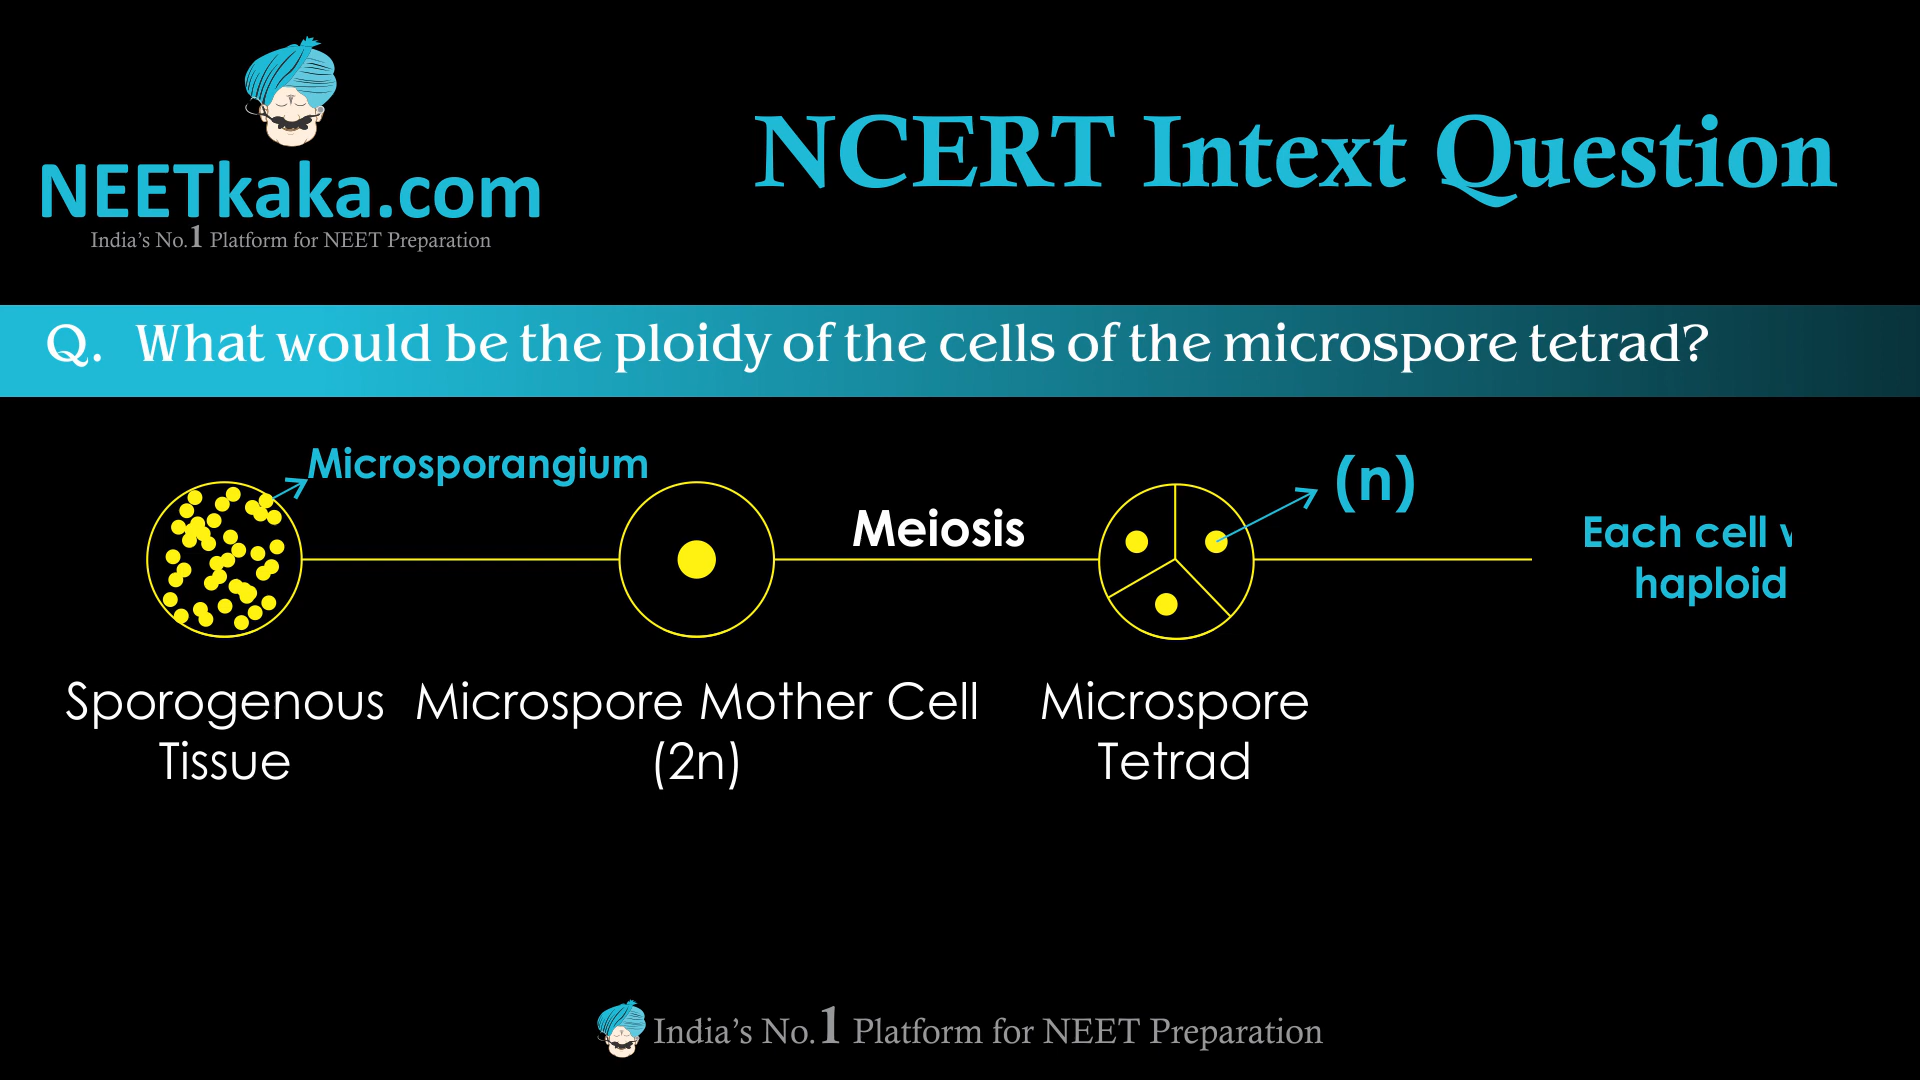 NEETkaka.com
India's No.1 Platform for NEET Preparation
NCERT Intext Question
Q. What would be the ploidy of the cells of the microspore tetrad?
Microsporangium
Meiosis
(n)
Each cell
haploid
Sporogenous
Tissue
Microspore Mother Cell
(2n)
Microspore
Tetrad
India's No.1 Platform for NEET Preparation